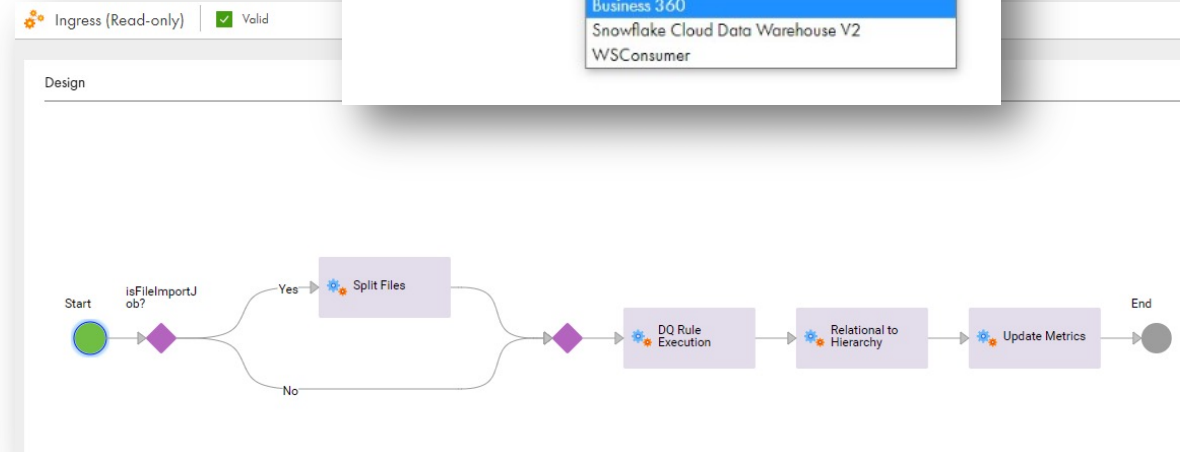 Business 360
Snowflake Cloud Data Warehouse V2
WSConsumer
Ingress (Read-only)
Valid
Design
Start
isFileImportJ
ob?
Yes
Split Files
No
DQ Rule
Execution
Relational to
Hierarchy
Update Metrics
End